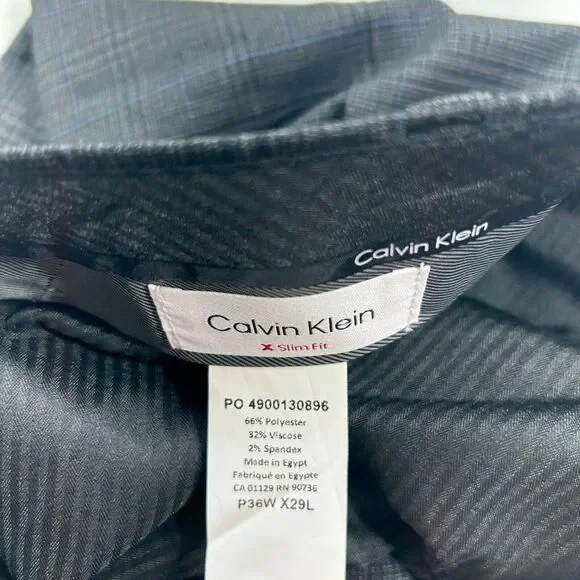 Calvin Klein
Calvin Klein
X Slim Fit
PO 4900130896
66% Polyester
32% Viscose
2% Spandex
Made in Egypt
Fabriqué en Egypte
CA 01129 RN 90736
P36W X29L